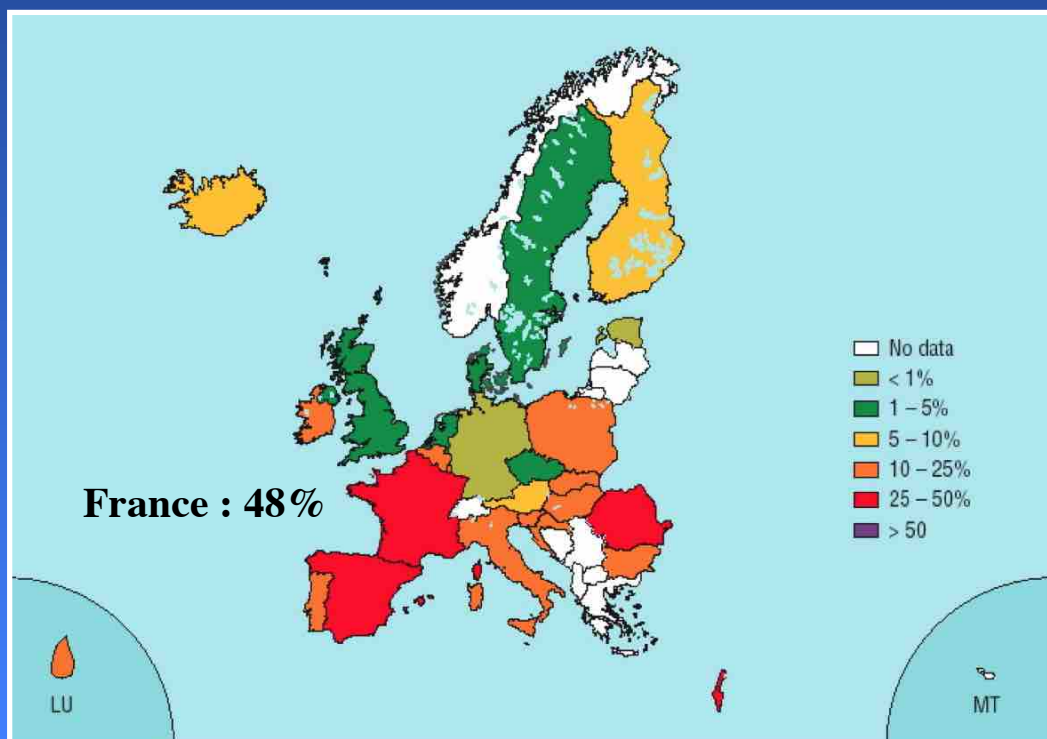 No data
< 1%
1 – 5%
5 – 10%
10 – 25%
25 – 50%
> 50
France : 48%
LU
MT